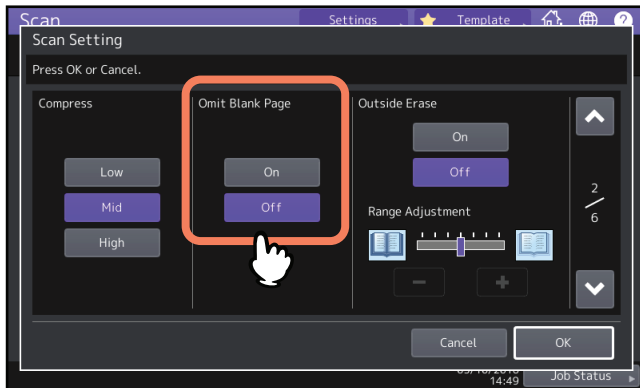 Scan
Settings
Template
?
Scan Setting
Press OK or Cancel.
Compress
Low
Mid
High
Omit Blank Page
On
Off
Outside Erase
On
Off
Range Adjustment
2
6
Cancel
OK
14:49
Job Status